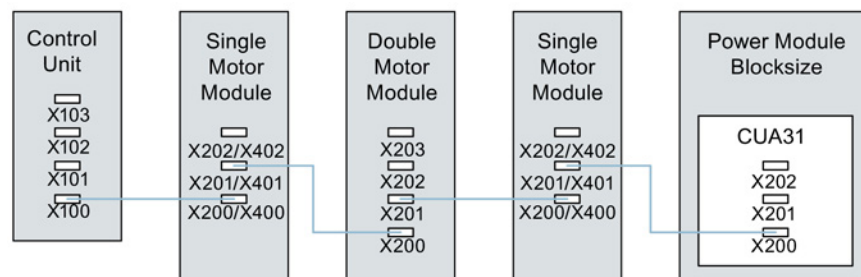 Control
Unit
X103
X102
X101
X100
Single
Motor
Module
X202/X402
X201/X401
X200/X400
Double
Motor
Module
X203
X202
X201
X200
Single
Motor
Module
X202/X402
X201/X401
X200/X400
Power Module
Blocksize
CUA31
X202
X201
X200